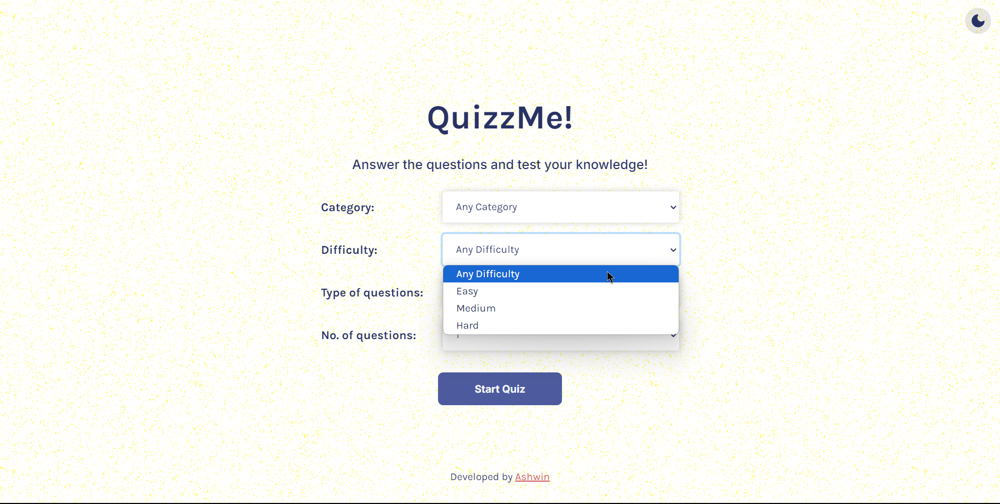 QuizzMe!
Answer the questions and test your knowledge!
Category: Any Category
Difficulty: Any Difficulty
Any Difficulty
Easy
Type of questions:
Medium
Hard
No. of questions:
Start Quiz
Developed by Ashwin